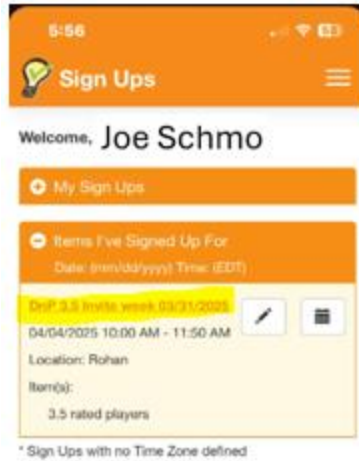 5:56
Sign Ups
Welcome, Joe Schmo
My Sign Ups
Items I've Signed Up For
Date: (mm/dd/yyyy) Time: (EDT)
DnP 3.5 Invite week 03/31/2025
04/04/2025 10:00 AM - 11:50 AM
Location: Rohan
Item(s):
3.5 rated players
* Sign Ups with no Time Zone defined